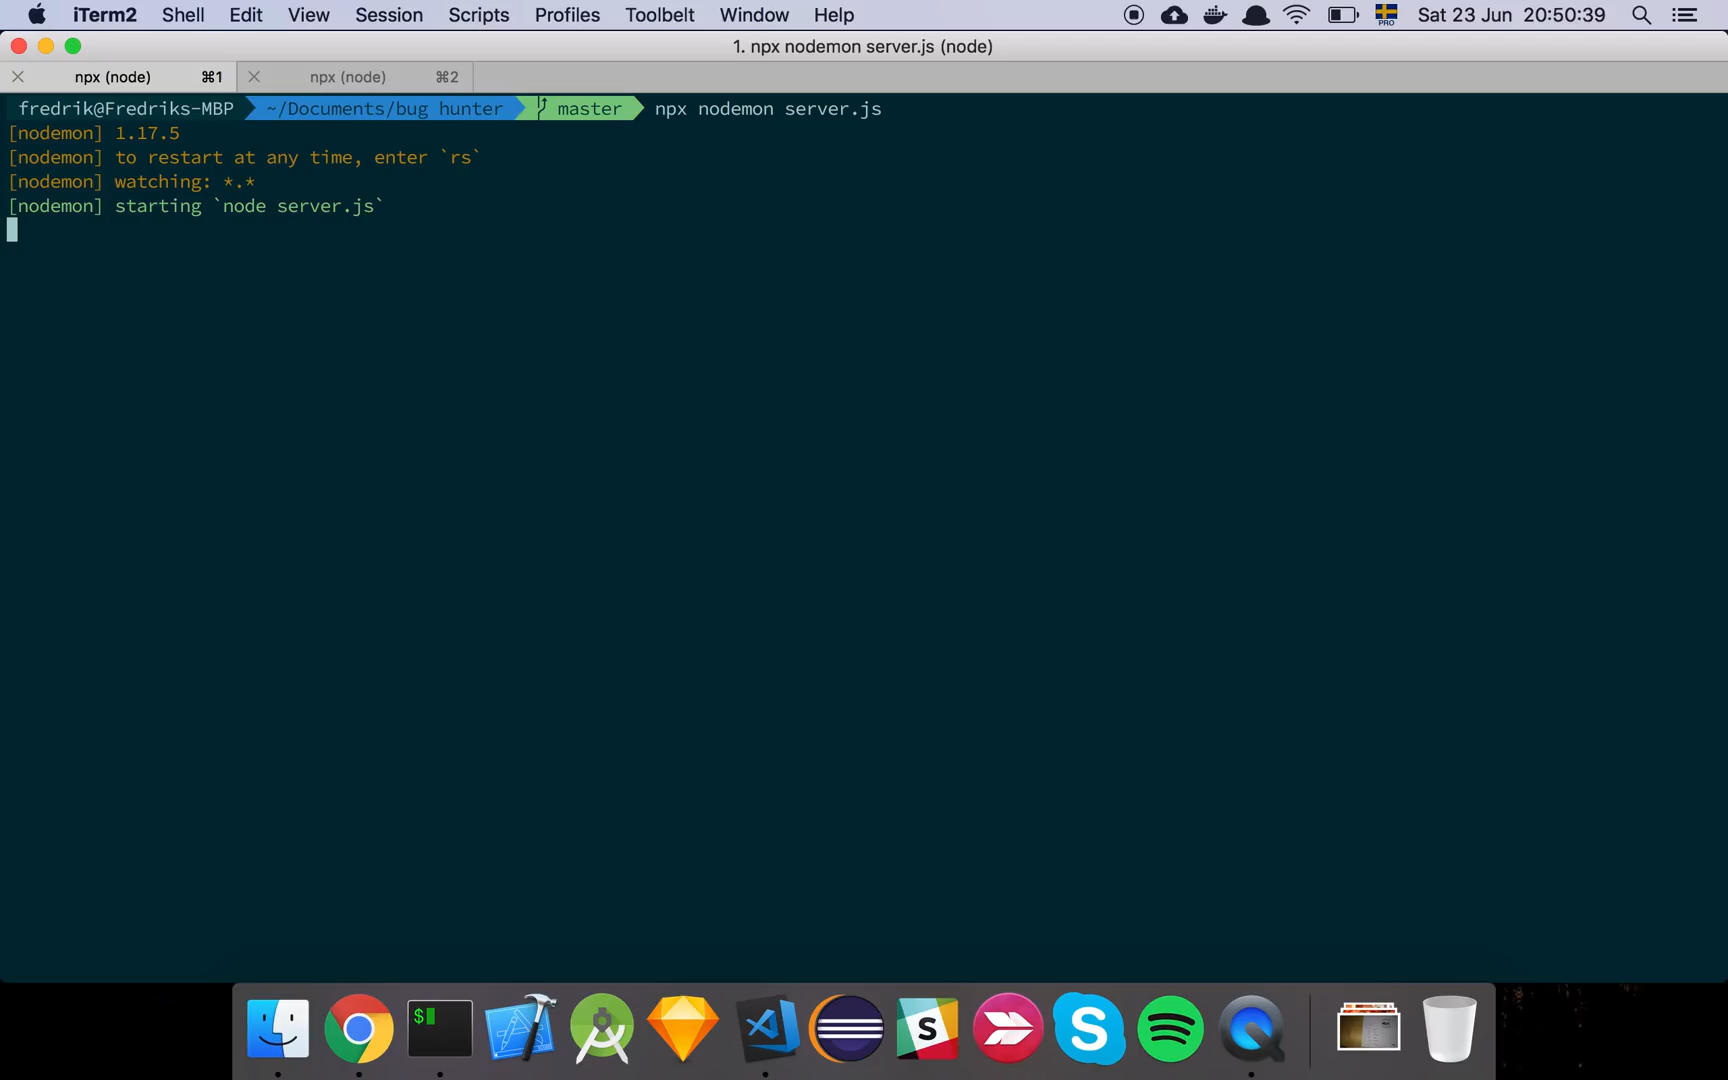 iTerm2 Shell Edit View Session Scripts Profiles Toolbelt Window Help PRO Sat 23 Jun 20:50:39
1. npx nodemon server.js (node)
npx (node) ⌘1 npx (node) ⌘2
fredrik@Fredriks-MBP ~/Documents/bug hunter master npx nodemon server.js
[nodemon] 1.17.5
[nodemon] to restart at any time, enter `rs`
[nodemon] watching: *.*
[nodemon] starting `node server.js`
$ S S